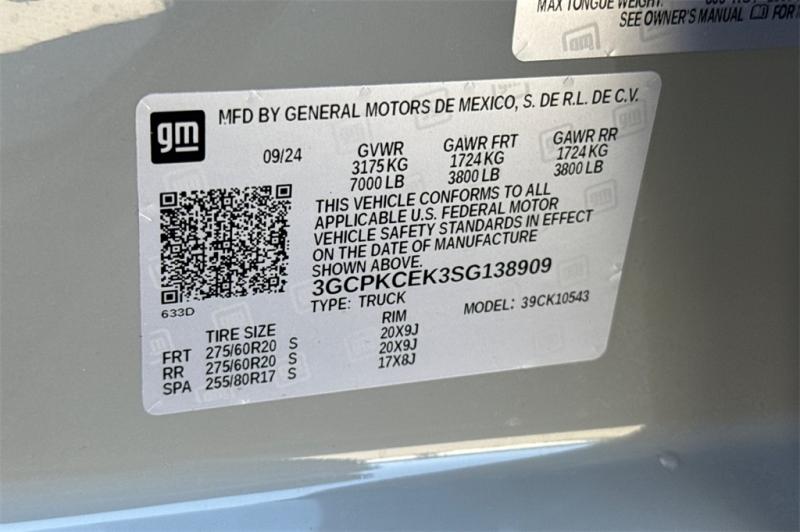 MAX TONGUE WEIGHT:
SEE OWNER'S MANUAL FOR
gm
MFD BY GENERAL MOTORS DE MEXICO, S. DE R.L. DE C.V.
09/24 GVWR GAWR FRT GAWR RR
3175 KG 1724 KG 1724 KG
7000 LB 3800 LB 3800 LB
THIS VEHICLE CONFORMS TO ALL
APPLICABLE U.S. FEDERAL MOTOR
VEHICLE SAFETY STANDARDS IN EFFECT
ON THE DATE OF MANUFACTURE
SHOWN ABOVE.
3GCPKCEK3SG138909
TYPE: TRUCK MODEL: 39CK10543
633D
TIRE SIZE RIM
FRT 275/60R20 S 20X9J
RR 275/60R20 S 20X9J
SPA 255/80R17 S 17X8J